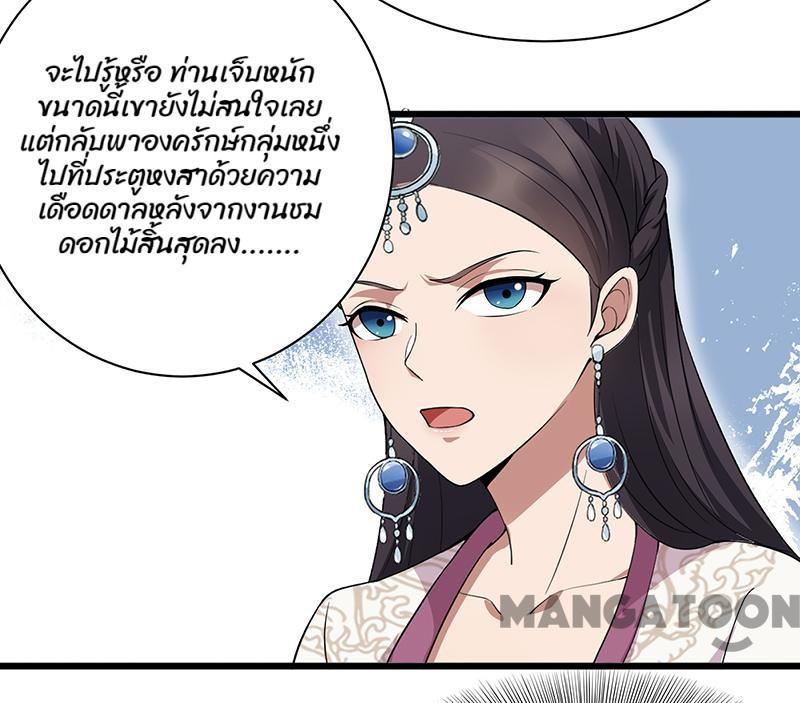 จะไปรู้หรือ ท่านเจ็บหนัก
ขนาดนี้เขายังไม่สนใจเลย
แต่กลับพาองครักษ์กลุ่มหนึ่ง
ไปที่ประตูหงสาด้วยความ
เดือดดาลหลังจากงานชม
ดอกไม้สิ้นสุดลง.......
MANGATOON